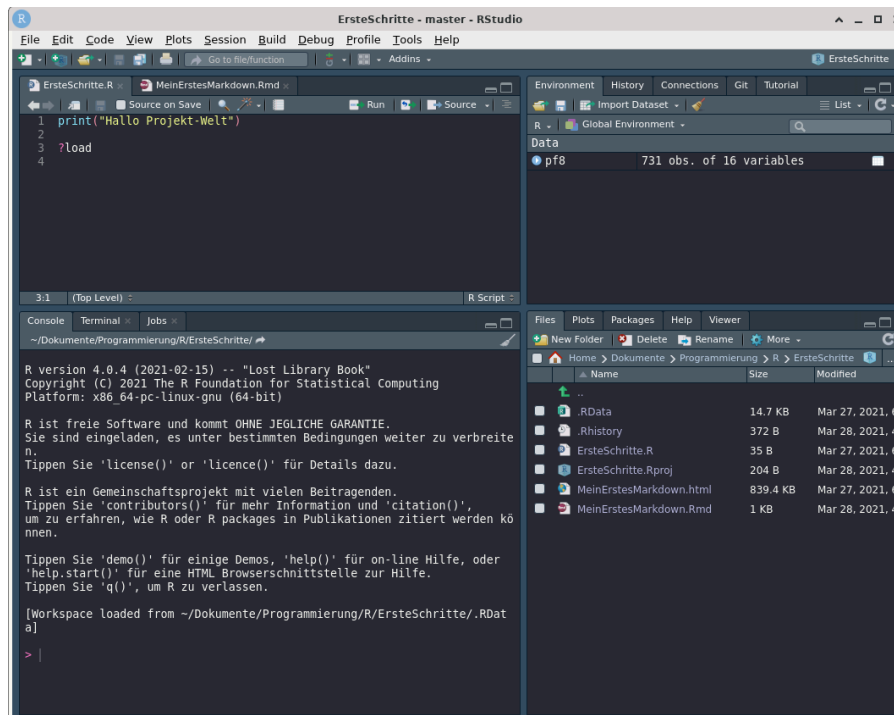 ErsteSchritte - master - RStudio
File Edit Code View Plots Session Build Debug Profile Tools Help
Go to file/function Addins ErsteSchritte
ErsteSchritte.R MeinErstesMarkdown.Rmd
Source on Save Run Source
1 print("Hallo Projekt-Welt")
2
3 ?load
4
3:1 (Top Level) R Script
Console Terminal Jobs
~/Dokumente/Programmierung/R/ErsteSchritte/
R version 4.0.4 (2021-02-15) -- "Lost Library Book"
Copyright (C) 2021 The R Foundation for Statistical Computing
Platform: x86_64-pc-linux-gnu (64-bit)
R ist freie Software und kommt OHNE JEGLICHE GARANTIE.
Sie sind eingeladen, es unter bestimmten Bedingungen weiter zu verbreite
n.
Tippen Sie 'license()' or 'licence()' für Details dazu.
R ist ein Gemeinschaftsprojekt mit vielen Beitragenden.
Tippen Sie 'contributors()' für mehr Information und 'citation()',
um zu erfahren, wie R oder R packages in Publikationen zitiert werden kö
nnen.
Tippen Sie 'demo()' für einige Demos, 'help()' für on-line Hilfe, oder
'help.start()' für eine HTML Browserschnittstelle zur Hilfe.
Tippen Sie 'q()', um R zu verlassen.
[Workspace loaded from ~/Dokumente/Programmierung/R/ErsteSchritte/.RDat
a]
>
Environment History Connections Git Tutorial
Import Dataset List
R Global Environment
Data
pf8 731 obs. of 16 variables
Files Plots Packages Help Viewer
New Folder Delete Rename More
Home Dokumente Programmierung R ErsteSchritte ...
Name Size Modified
..
.RData 14.7 KB Mar 27, 2021,
.Rhistory 372 B Mar 28, 2021,
ErsteSchritte.R 35 B Mar 27, 2021,
ErsteSchritte.Rproj 204 B Mar 28, 2021,
MeinErstesMarkdown.html 839.4 KB Mar 27, 2021,
MeinErstesMarkdown.Rmd 1 KB Mar 28, 2021,